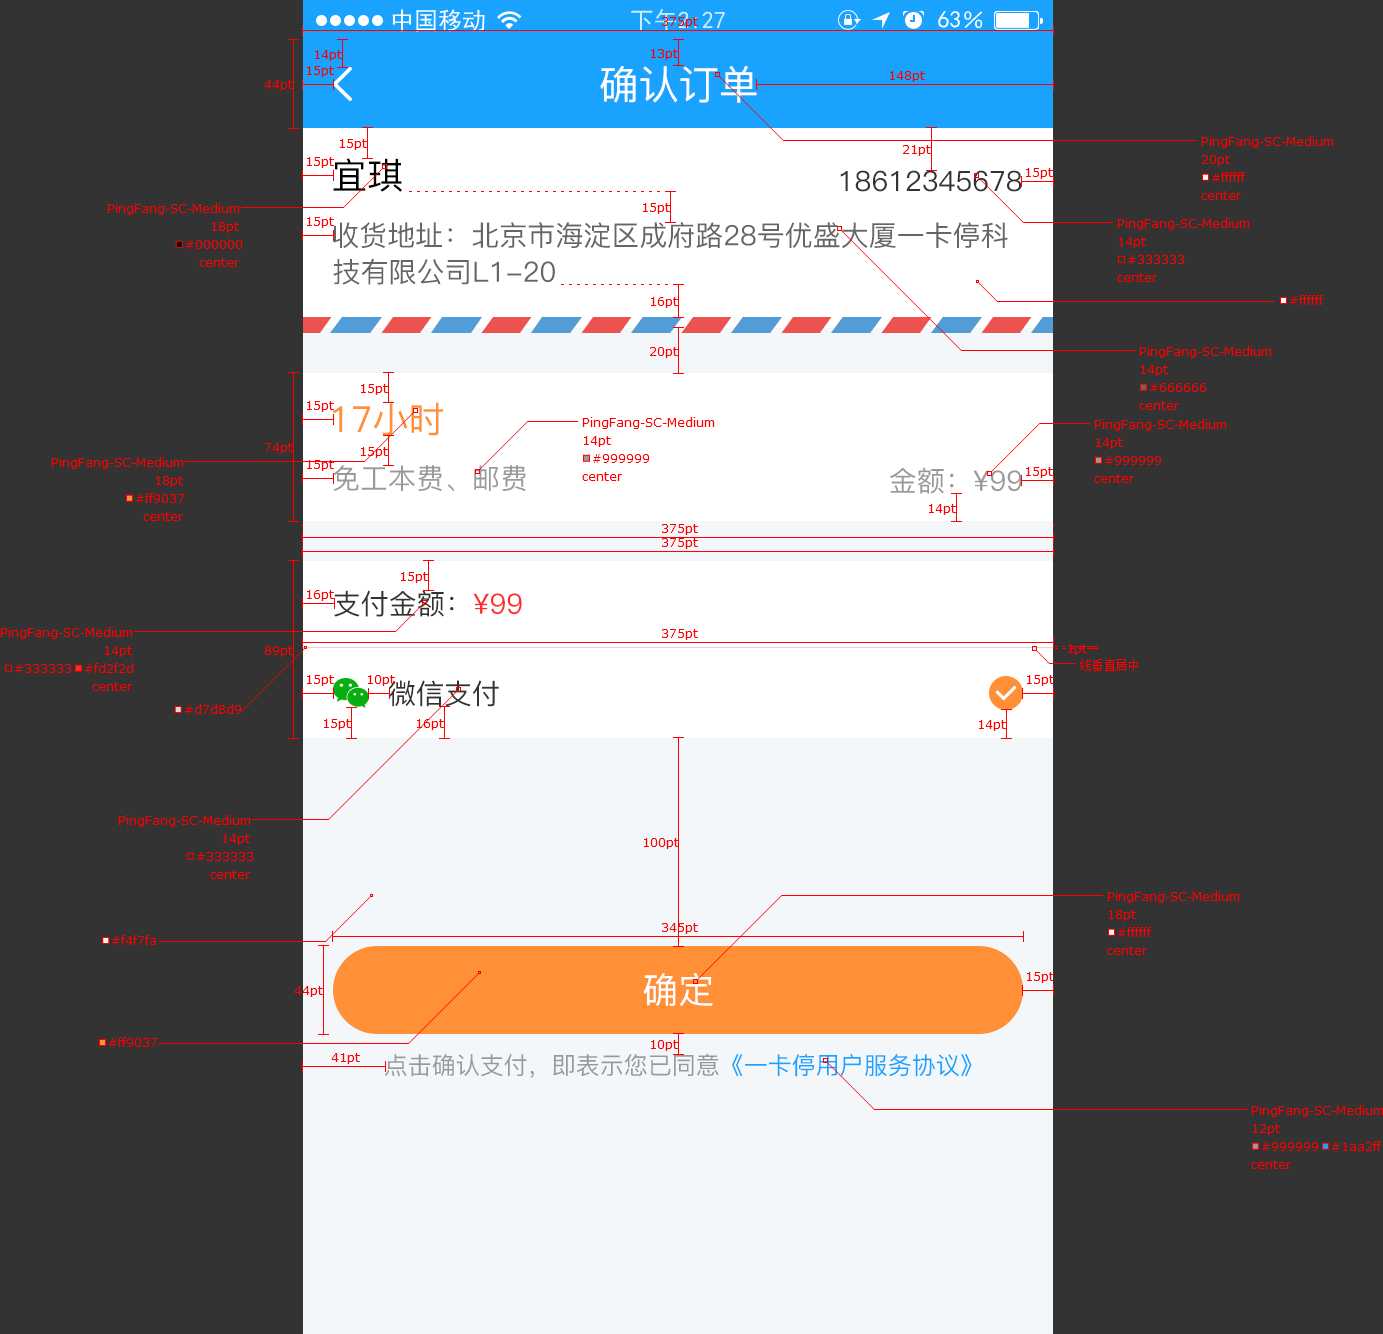 中国移动
下午2:27
63%
375pt
14pt
13pt
15pt
44pt
确认订单
148pt
15pt
21pt
PingFang-SC-Medium
20pt
#ffffff
center
15pt
宜琪
18612345678
15pt
PingFang-SC-Medium
18pt
#000000
center
15pt
15pt
PingFang-SC-Medium
14pt
#333333
center
收货地址：北京市海淀区成府路28号优盛大厦一卡停科
技有限公司L1-20
16pt
#ffffff
20pt
PingFang-SC-Medium
14pt
#666666
center
15pt
15pt
17小时
74pt
15pt
PingFang-SC-Medium
14pt
#999999
center
PingFang-SC-Medium
14pt
#999999
center
PingFang-SC-Medium
18pt
#ff9037
center
15pt
免工本费、邮费
金额：¥99
15pt
14pt
375pt
375pt
15pt
16pt
支付金额：¥99
375pt
89pt
PingFang-SC-Medium
14pt
#333333 #fd2f2d
center
1pt
线垂直居中
#d7d8d9
15pt
10pt
微信支付
15pt
15pt
16pt
14pt
PingFang-SC-Medium
14pt
#333333
center
100pt
PingFang-SC-Medium
18pt
#ffffff
center
345pt
#f4f7fa
44pt
确定
15pt
#ff9037
10pt
41pt
点击确认支付，即表示您已同意《一卡停用户服务协议》
PingFang-SC-Medium
12pt
#999999 #1aa2ff
center